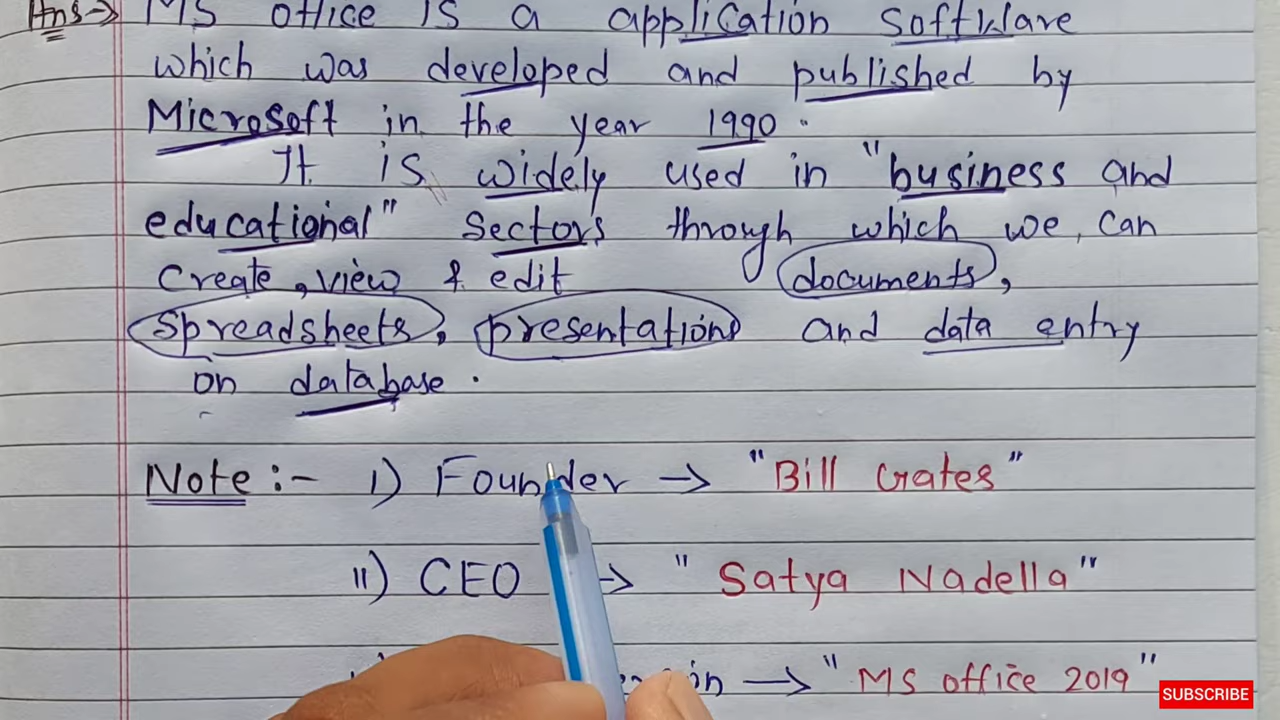 Ans→ MS office is a application software
which was developed and published by
Microsoft in the year 1990.
It is widely used in "business and
educational" sectors through which we can
create, view & edit documents,
spreadsheets, presentations and data entry
on database.
Note :- i) Founder → "Bill Gates"
ii) CEO → "Satya Nadella"
→ "MS office 2019"
SUBSCRIBE